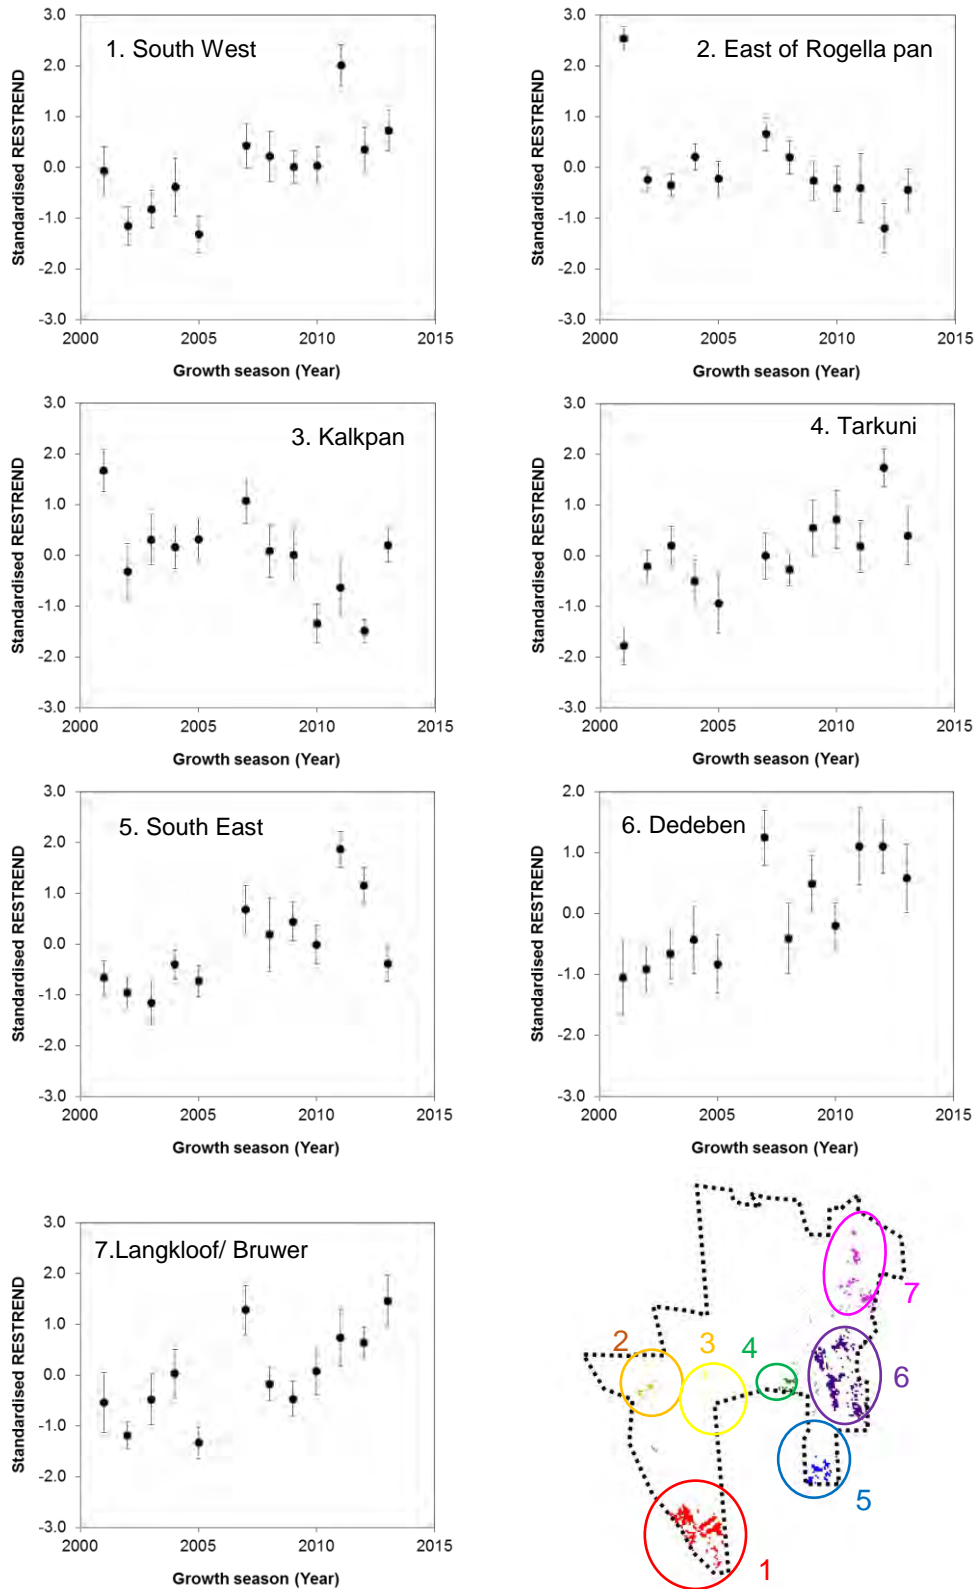 1. South West
Standardised RESTREND
3.0
2.0
1.0
0.0
-1.0
-2.0
-3.0
2000 2005 2010 2015
Growth season (Year)
2. East of Rogella pan
Standardised RESTREND
3.0
2.0
1.0
0.0
-1.0
-2.0
-3.0
2000 2005 2010 2015
Growth season (Year)
3. Kalkpan
Standardised RESTREND
3.0
2.0
1.0
0.0
-1.0
-2.0
-3.0
2000 2005 2010 2015
Growth season (Year)
4. Tarkuni
Standardised RESTREND
3.0
2.0
1.0
0.0
-1.0
-2.0
-3.0
2000 2005 2010 2015
Growth season (Year)
5. South East
Standardised RESTREND
3.0
2.0
1.0
0.0
-1.0
-2.0
-3.0
2000 2005 2010 2015
Growth season (Year)
6. Dedeben
Standardised RESTREND
2.0
1.0
0.0
-1.0
-2.0
-3.0
2000 2005 2010 2015
Growth season (Year)
7.Langkloof/ Bruwer
Standardised RESTREND
3.0
2.0
1.0
0.0
-1.0
-2.0
-3.0
2000 2005 2010 2015
Growth season (Year)
7
2 3 4
6
5
1